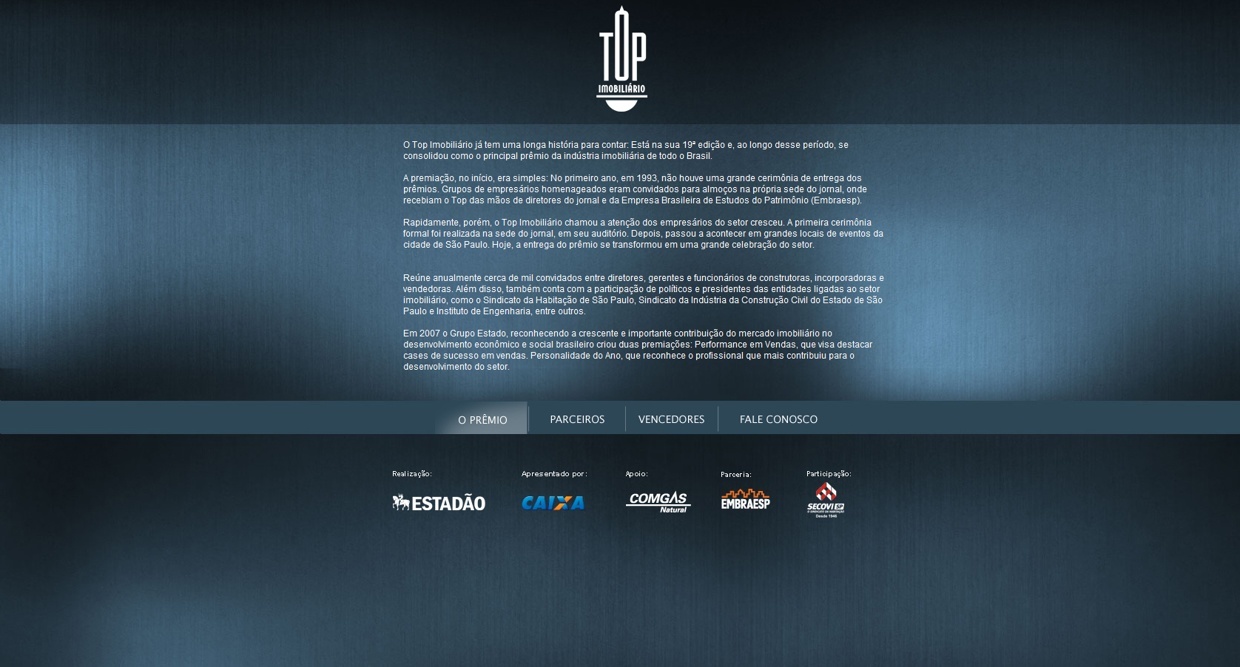 TOP
IMOBILIÁRIO
O Top Imobiliário já tem uma longa história para contar: Está na sua 19ª edição e, ao longo desse período, se
consolidou como o principal prêmio da indústria imobiliária de todo o Brasil.
A premiação, no início, era simples: No primeiro ano, em 1993, não houve uma grande cerimônia de entrega dos
prêmios. Grupos de empresários homenageados eram convidados para almoços na própria sede do jornal, onde
recebiam o Top das mãos de diretores do jornal e da Empresa Brasileira de Estudos do Patrimônio (Embraesp).
Rapidamente, porém, o Top Imobiliário chamou a atenção dos empresários do setor cresceu. A primeira cerimônia
formal foi realizada na sede do jornal, em seu auditório. Depois, passou a acontecer em grandes locais de eventos da
cidade de São Paulo. Hoje, a entrega do prêmio se transformou em uma grande celebração do setor.
Reúne anualmente cerca de mil convidados entre diretores, gerentes e funcionários de construtoras, incorporadoras e
vendedoras. Além disso, também conta com a participação de políticos e presidentes das entidades ligadas ao setor
imobiliário, como o Sindicato da Habitação de São Paulo, Sindicato da Indústria da Construção Civil do Estado de São
Paulo e Instituto de Engenharia, entre outros.
Em 2007 o Grupo Estado, reconhecendo a crescente e importante contribuição do mercado imobiliário no
desenvolvimento econômico e social brasileiro criou duas premiações: Performance em Vendas, que visa destacar
cases de sucesso em vendas. Personalidade do Ano, que reconhece o profissional que mais contribuiu para o
desenvolvimento do setor.
O PRÊMIO PARCEIROS VENCEDORES FALE CONOSCO
Realização: Apresentado por: Apoio: Parceria: Participação:
ESTADÃO CAIXA COMGÁS Natural EMBRAESP SECOVI SP
Desde 1946